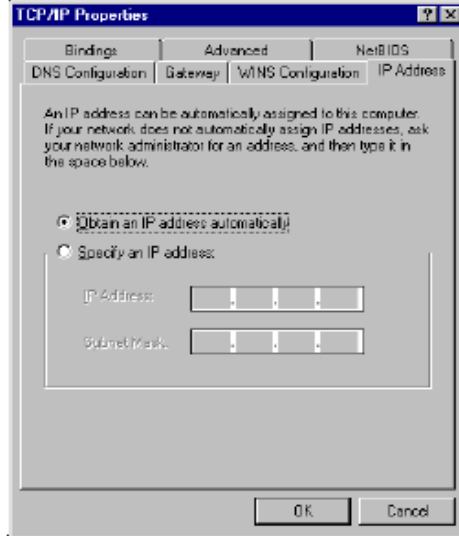 TCP/IP Properties
? X
Bindings Advanced NetBIOS
DNS Configuration Gateway WINS Configuration IP Address
An IP address can be automatically assigned to this computer.
If your network does not automatically assign IP addresses, ask
your network administrator for an address, and then type it in
the space below.
Obtain an IP address automatically
Specify an IP address:
IP Address:
. . .
Subnet Mask:
. . .
OK Cancel